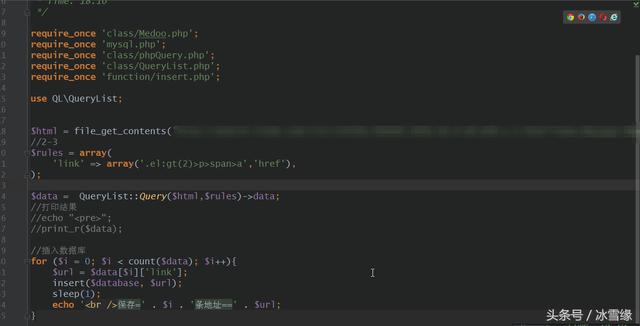 * Time: 18:10
*/
require_once 'class/Medoo.php';
require_once 'mysql.php';
require_once 'class/phpQuery.php';
require_once 'class/QueryList.php';
require_once 'function/insert.php';
use QL\QueryList;
$html = file_get_contents(
//2-3
$rules = array(
'link' => array('.el:gt(2)>p>span>a','href'),
);
$data = QueryList::Query($html,$rules)->data;
//打印结果
//echo "<pre>";
//print_r($data);
//插入数据库
for ($i = 0; $i < count($data); $i++){
$url = $data[$i]['link'];
insert($database, $url);
sleep(1);
echo '<br />保存=' . $i . '条地址==' . $url;
}
头条号 / 冰雪缘